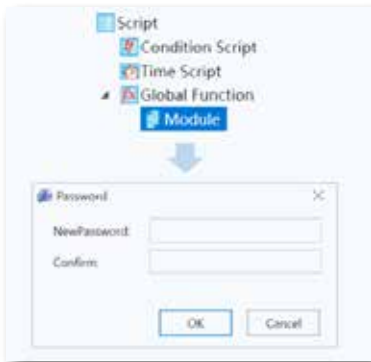 Script
Condition Script
Time Script
Global Function
Module
Password
NewPassword:
Confirm:
OK
Cancel